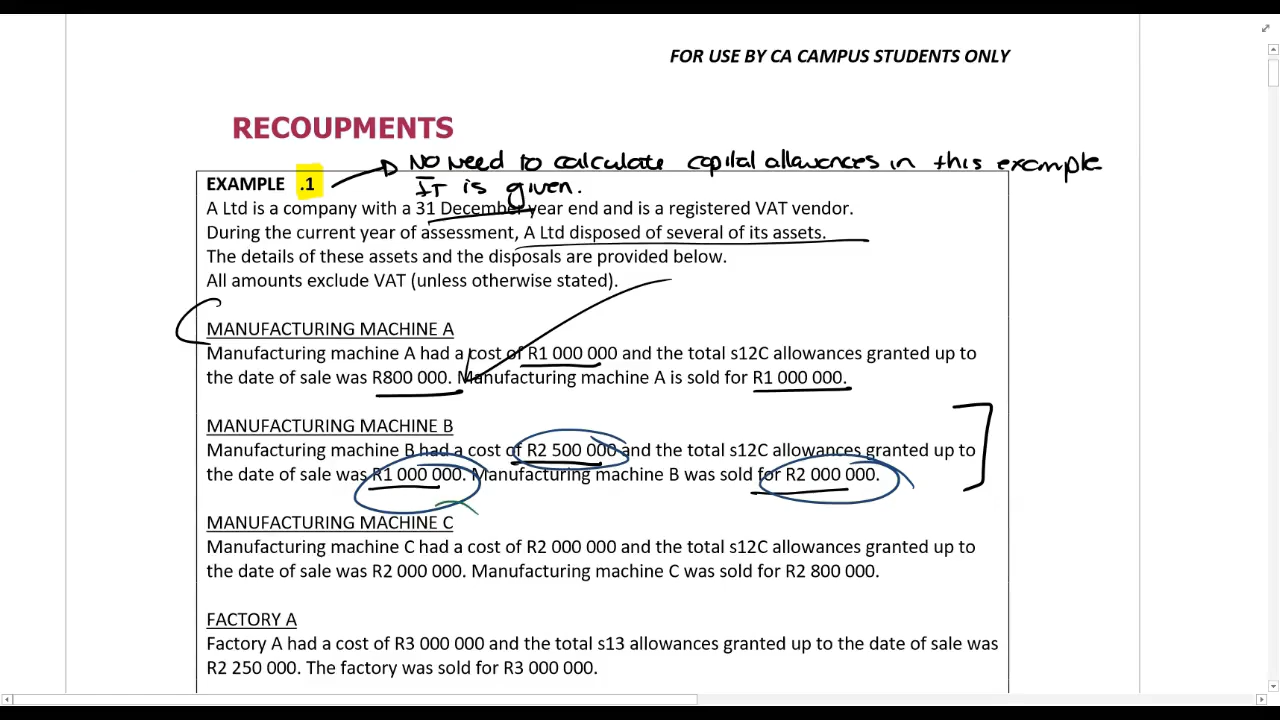 FOR USE BY CA CAMPUS STUDENTS ONLY
RECOUPMENTS
No need to calculate capital allowances in this example
EXAMPLE .1
It is given.
A Ltd is a company with a 31 December year end and is a registered VAT vendor.
During the current year of assessment, A Ltd disposed of several of its assets.
The details of these assets and the disposals are provided below.
All amounts exclude VAT (unless otherwise stated).
MANUFACTURING MACHINE A
Manufacturing machine A had a cost of R1 000 000 and the total s12C allowances granted up to
the date of sale was R800 000. Manufacturing machine A is sold for R1 000 000.
MANUFACTURING MACHINE B
Manufacturing machine B had a cost of R2 500 000 and the total s12C allowances granted up to
the date of sale was R1 000 000. Manufacturing machine B was sold for R2 000 000.
MANUFACTURING MACHINE C
Manufacturing machine C had a cost of R2 000 000 and the total s12C allowances granted up to
the date of sale was R2 000 000. Manufacturing machine C was sold for R2 800 000.
FACTORY A
Factory A had a cost of R3 000 000 and the total s13 allowances granted up to the date of sale was
R2 250 000. The factory was sold for R3 000 000.